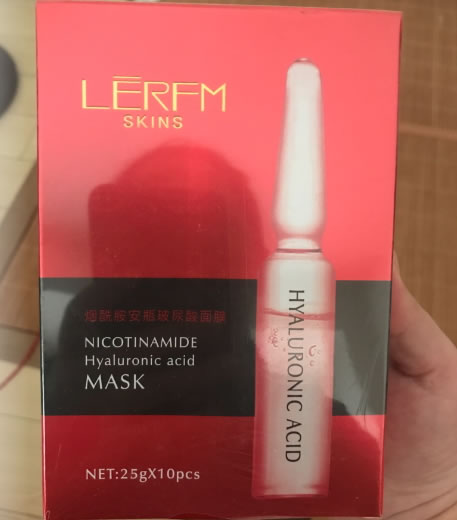 LĒRFM
SKINS
烟酰胺安瓶玻尿酸面膜
NICOTINAMIDE
Hyaluronic acid
MASK
HYALURONIC ACID
NET:25gX10pcs